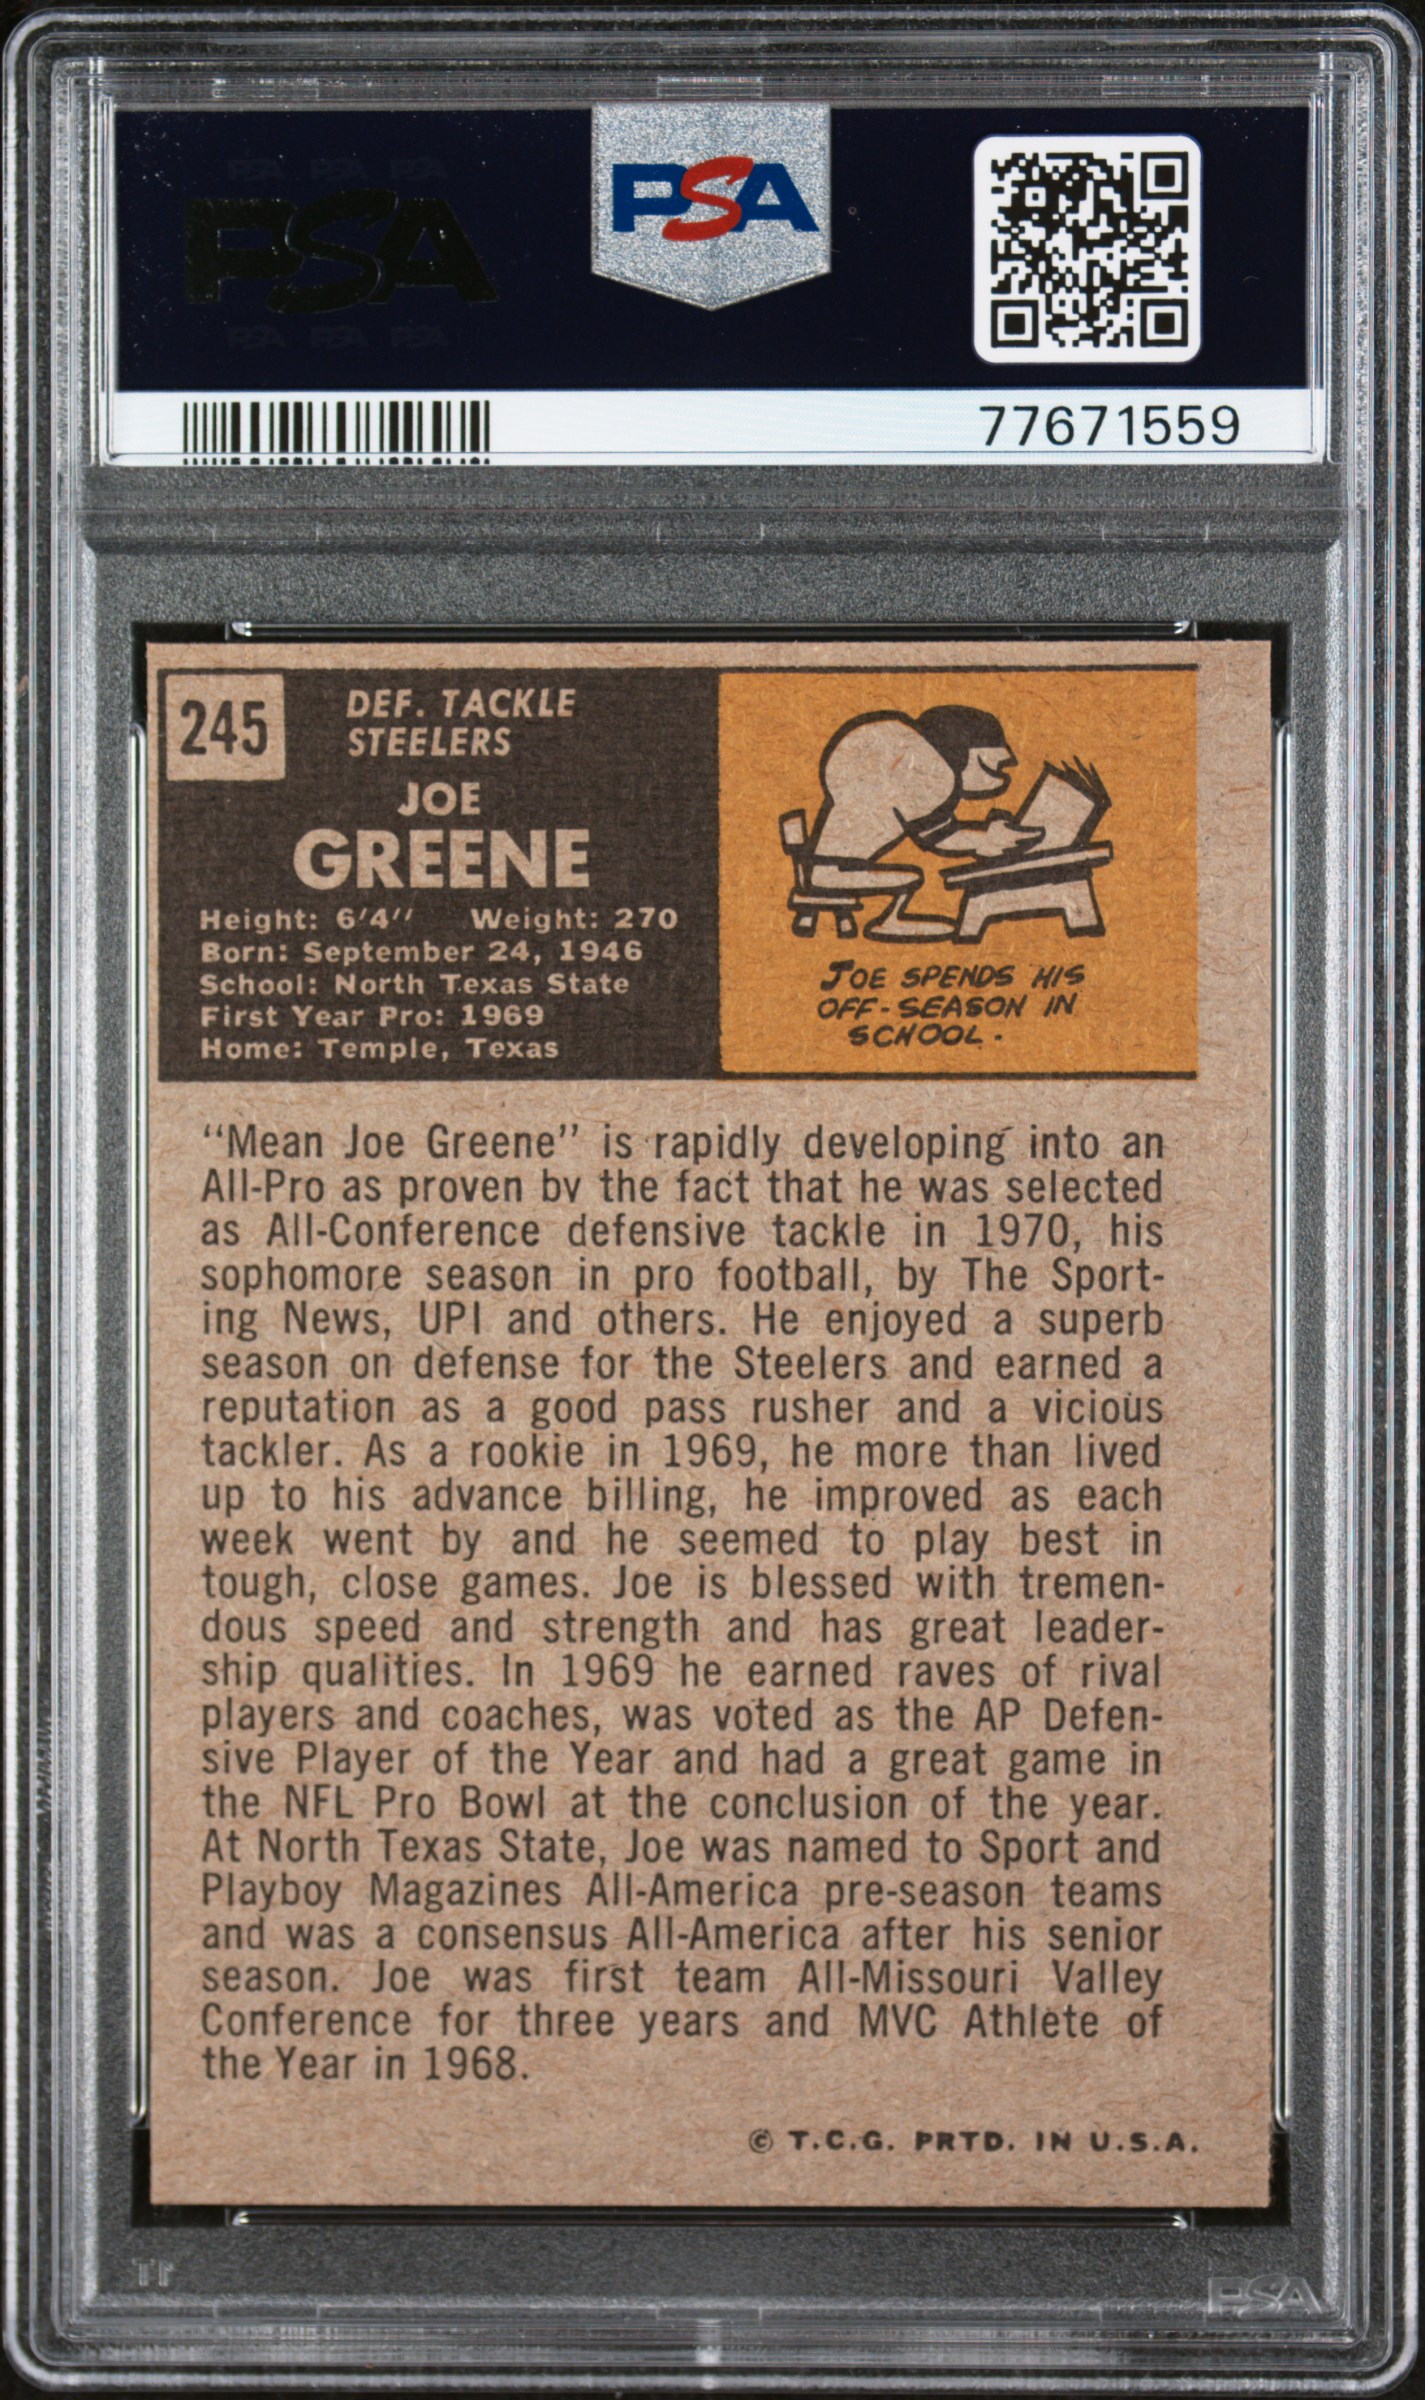 PSA PSA PSA
PSA
PSA PSA PSA
PSA
77671559
245
DEF. TACKLE
STEELERS
JOE
GREENE
Height: 6'4'' Weight: 270
Born: September 24, 1946
School: North Texas State
First Year Pro: 1969
Home: Temple, Texas
JOE SPENDS HIS
OFF-SEASON IN
SCHOOL.
“Mean Joe Greene” is rapidly developing into an
All-Pro as proven by the fact that he was selected
as All-Conference defensive tackle in 1970, his
sophomore season in pro football, by The Sport-
ing News, UPI and others. He enjoyed a superb
season on defense for the Steelers and earned a
reputation as a good pass rusher and a vicious
tackler. As a rookie in 1969, he more than lived
up to his advance billing, he improved as each
week went by and he seemed to play best in
tough, close games. Joe is blessed with tremen-
dous speed and strength and has great leader-
ship qualities. In 1969 he earned raves of rival
players and coaches, was voted as the AP Defen-
sive Player of the Year and had a great game in
the NFL Pro Bowl at the conclusion of the year.
At North Texas State, Joe was named to Sport and
Playboy Magazines All-America pre-season teams
and was a consensus All-America after his senior
season. Joe was first team All-Missouri Valley
Conference for three years and MVC Athlete of
the Year in 1968.
© T.C.G. PRTD. IN U.S.A.
PSA